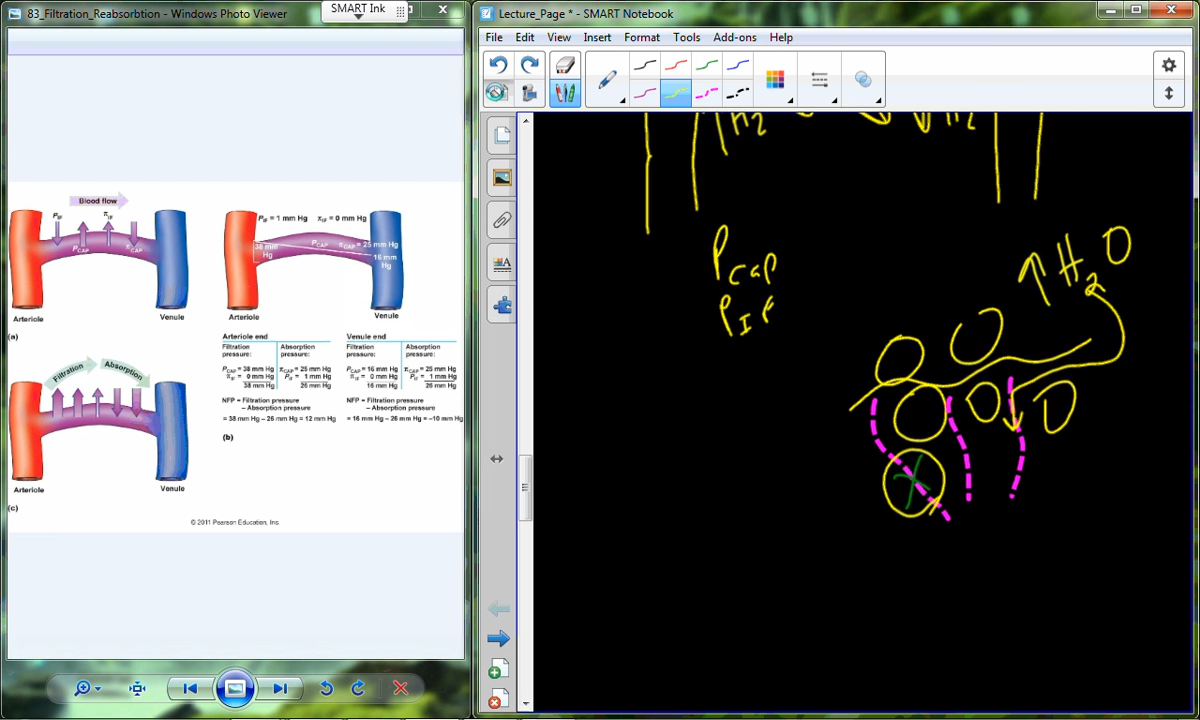 83_Filtration_Reabsorbtion - Windows Photo Viewer
SMART Ink
Blood flow
P_IF
π_IF
P_CAP
π_CAP
Arteriole
Venule
(a)
P_IF = 1 mm Hg π_IF = 0 mm Hg
P_CAP π_CAP = 25 mm Hg
38 mm
Hg
16 mm
Hg
Arteriole
Venule
Arteriole end
Filtration
pressure:
Absorption
pressure:
P_CAP = 38 mm Hg
π_IF = 0 mm Hg
38 mm Hg
π_CAP = 25 mm Hg
P_IF = 1 mm Hg
26 mm Hg
NFP = Filtration pressure
– Absorption pressure
= 38 mm Hg – 26 mm Hg = 12 mm Hg
Venule end
Filtration
pressure:
Absorption
pressure:
P_CAP = 16 mm Hg
π_IF = 0 mm Hg
16 mm Hg
π_CAP = 25 mm Hg
P_IF = 1 mm Hg
26 mm Hg
NFP = Filtration pressure
– Absorption pressure
= 16 mm Hg – 26 mm Hg = –10 mm Hg
(b)
Filtration
Absorption
Arteriole
Venule
(c)
© 2011 Pearson Education, Inc.
Lecture_Page * - SMART Notebook
File Edit View Insert Format Tools Add-ons Help
H2
H2
P_cap
P_IF
↑H2O